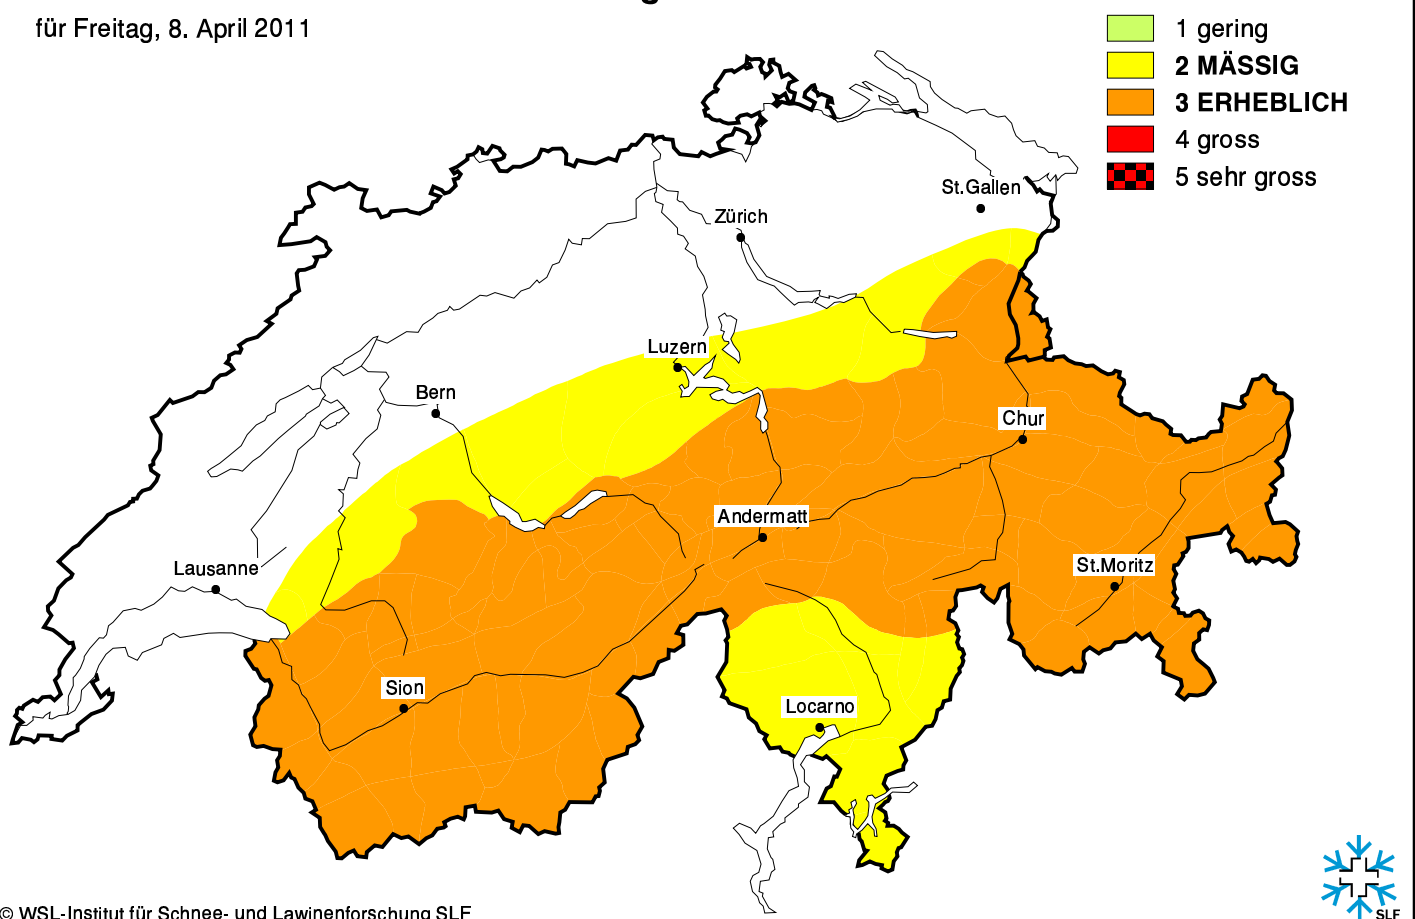 für Freitag, 8. April 2011
1 gering
2 MÄSSIG
3 ERHEBLICH
4 gross
5 sehr gross
St.Gallen
Zürich
Luzern
Bern
Chur
Andermatt
Lausanne
St.Moritz
Sion
Locarno
© WSL-Institut für Schnee- und Lawinenforschung SLF
SLF